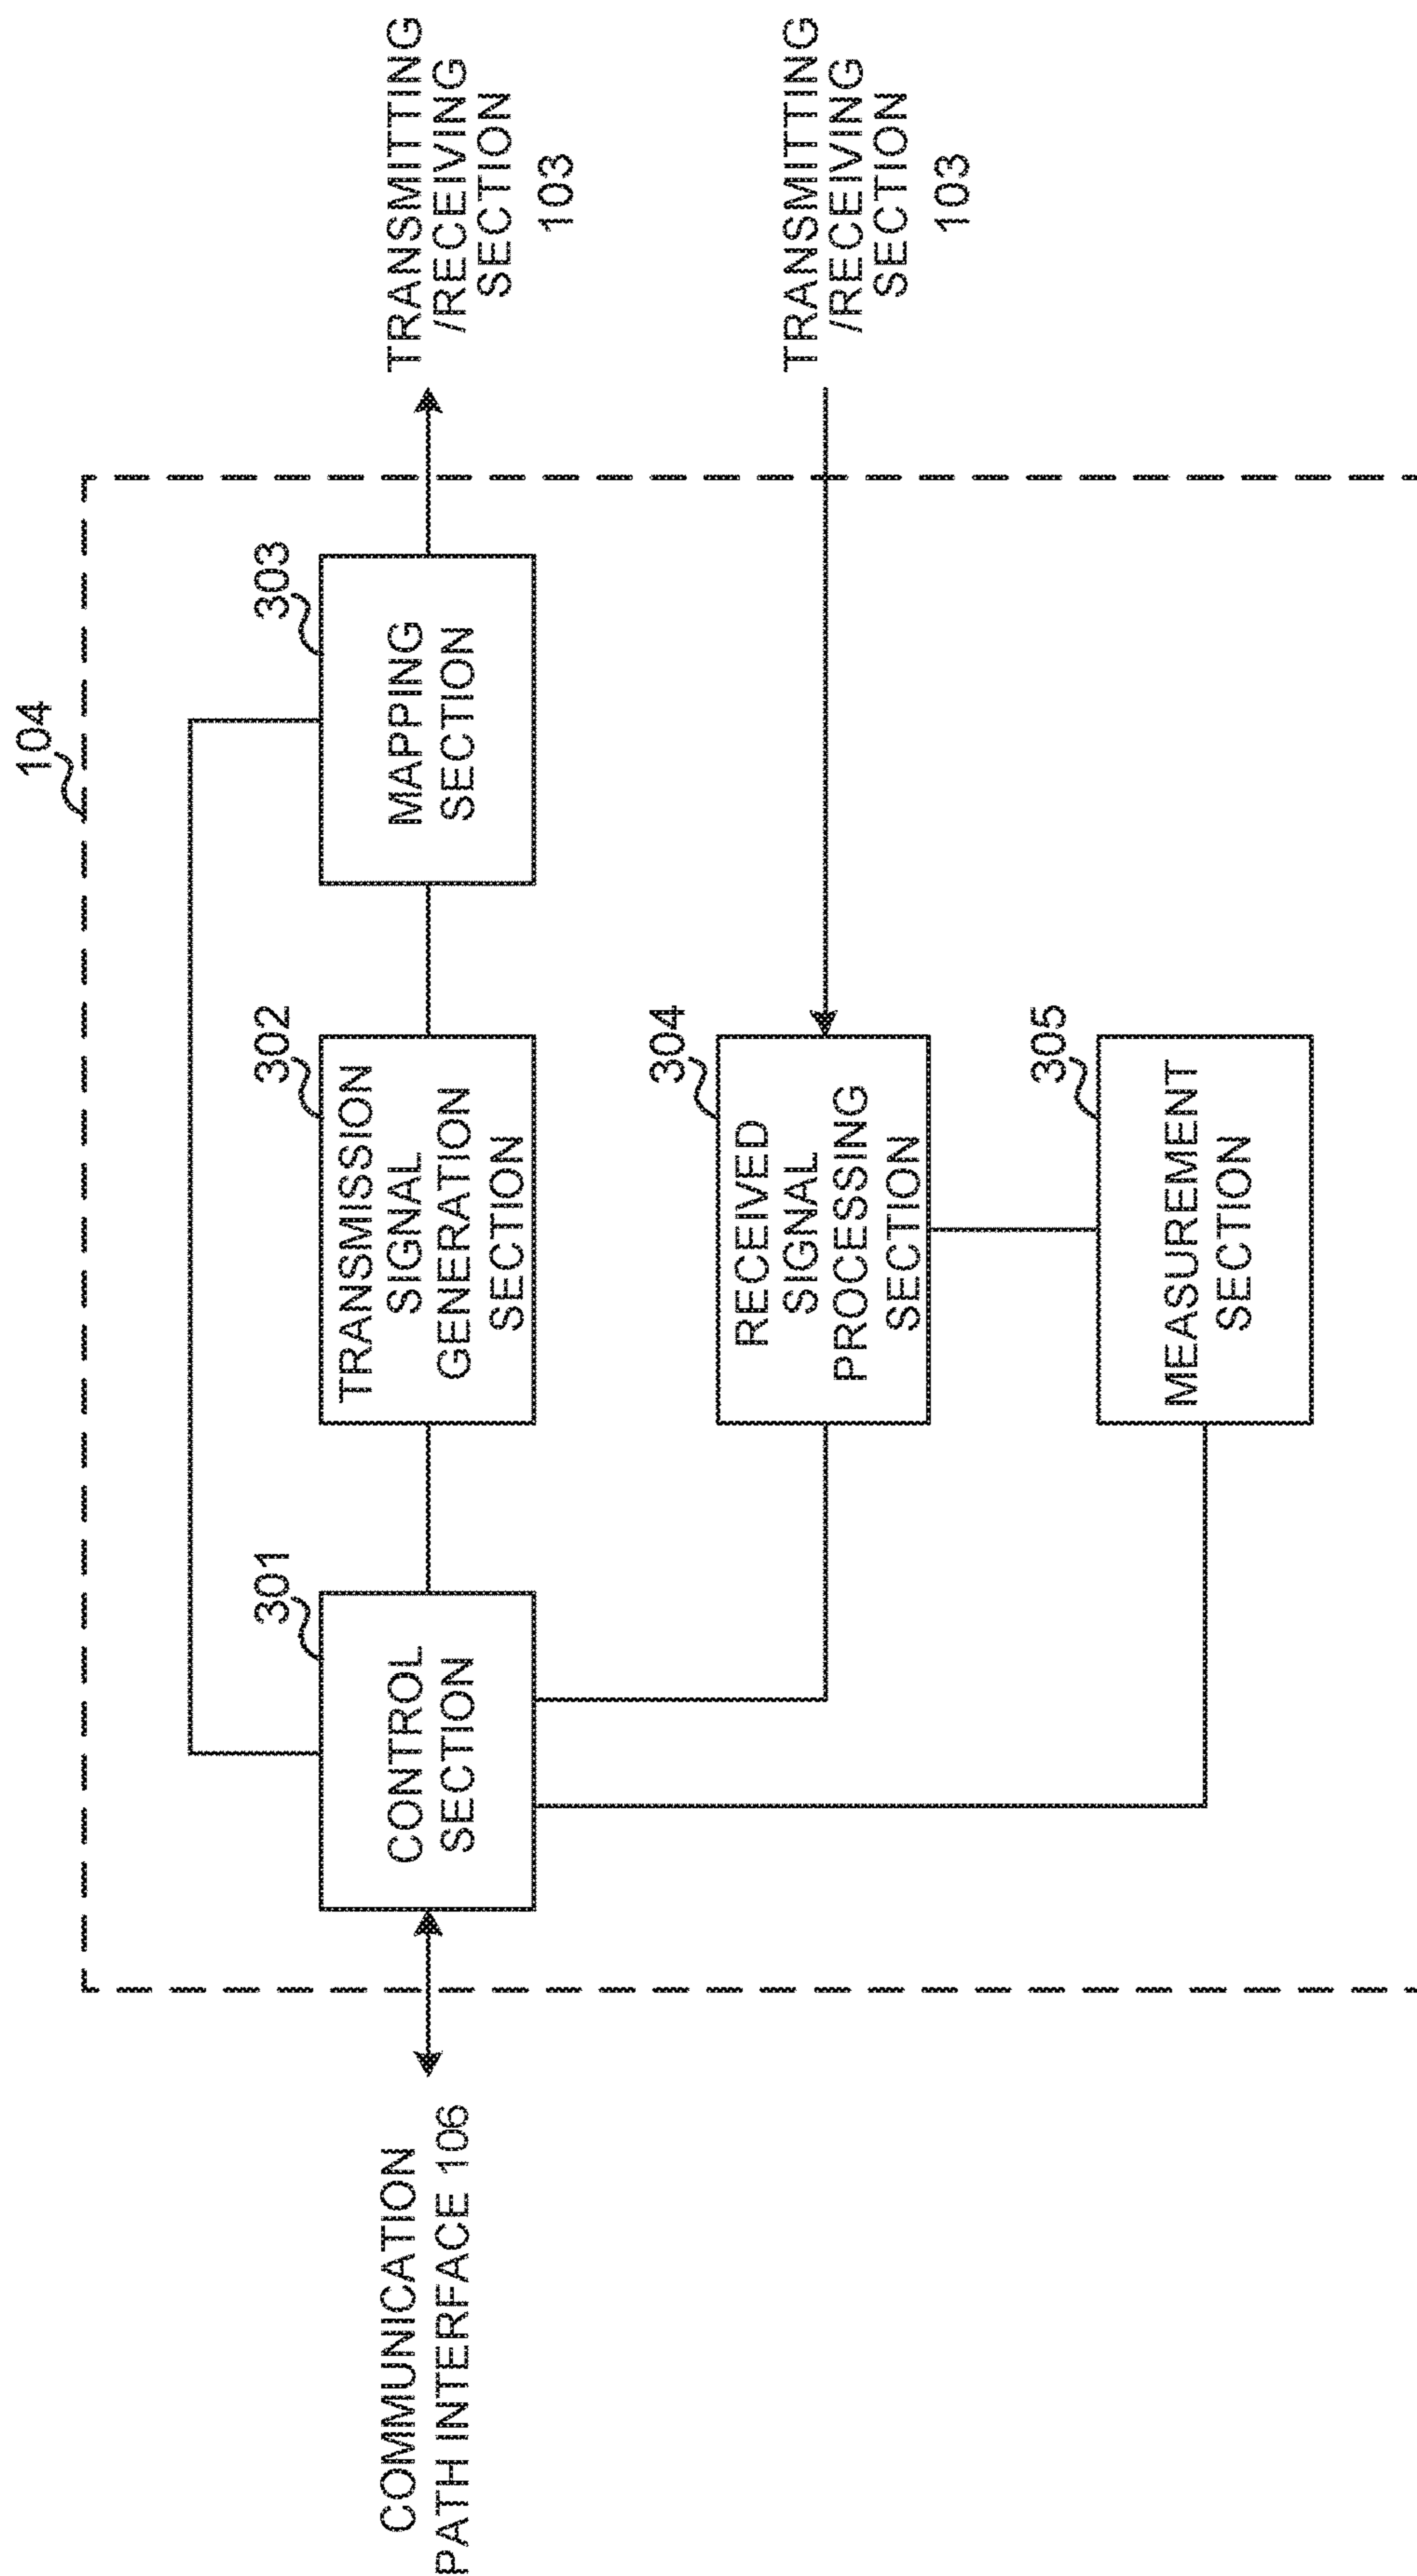 104
COMMUNICATION
PATH INTERFACE 106
301
CONTROL
SECTION
302
TRANSMISSION
SIGNAL
GENERATION
SECTION
303
MAPPING
SECTION
TRANSMITTING
/RECEIVING
SECTION
103
304
RECEIVED
SIGNAL
PROCESSING
SECTION
TRANSMITTING
/RECEIVING
SECTION
103
305
MEASUREMENT
SECTION